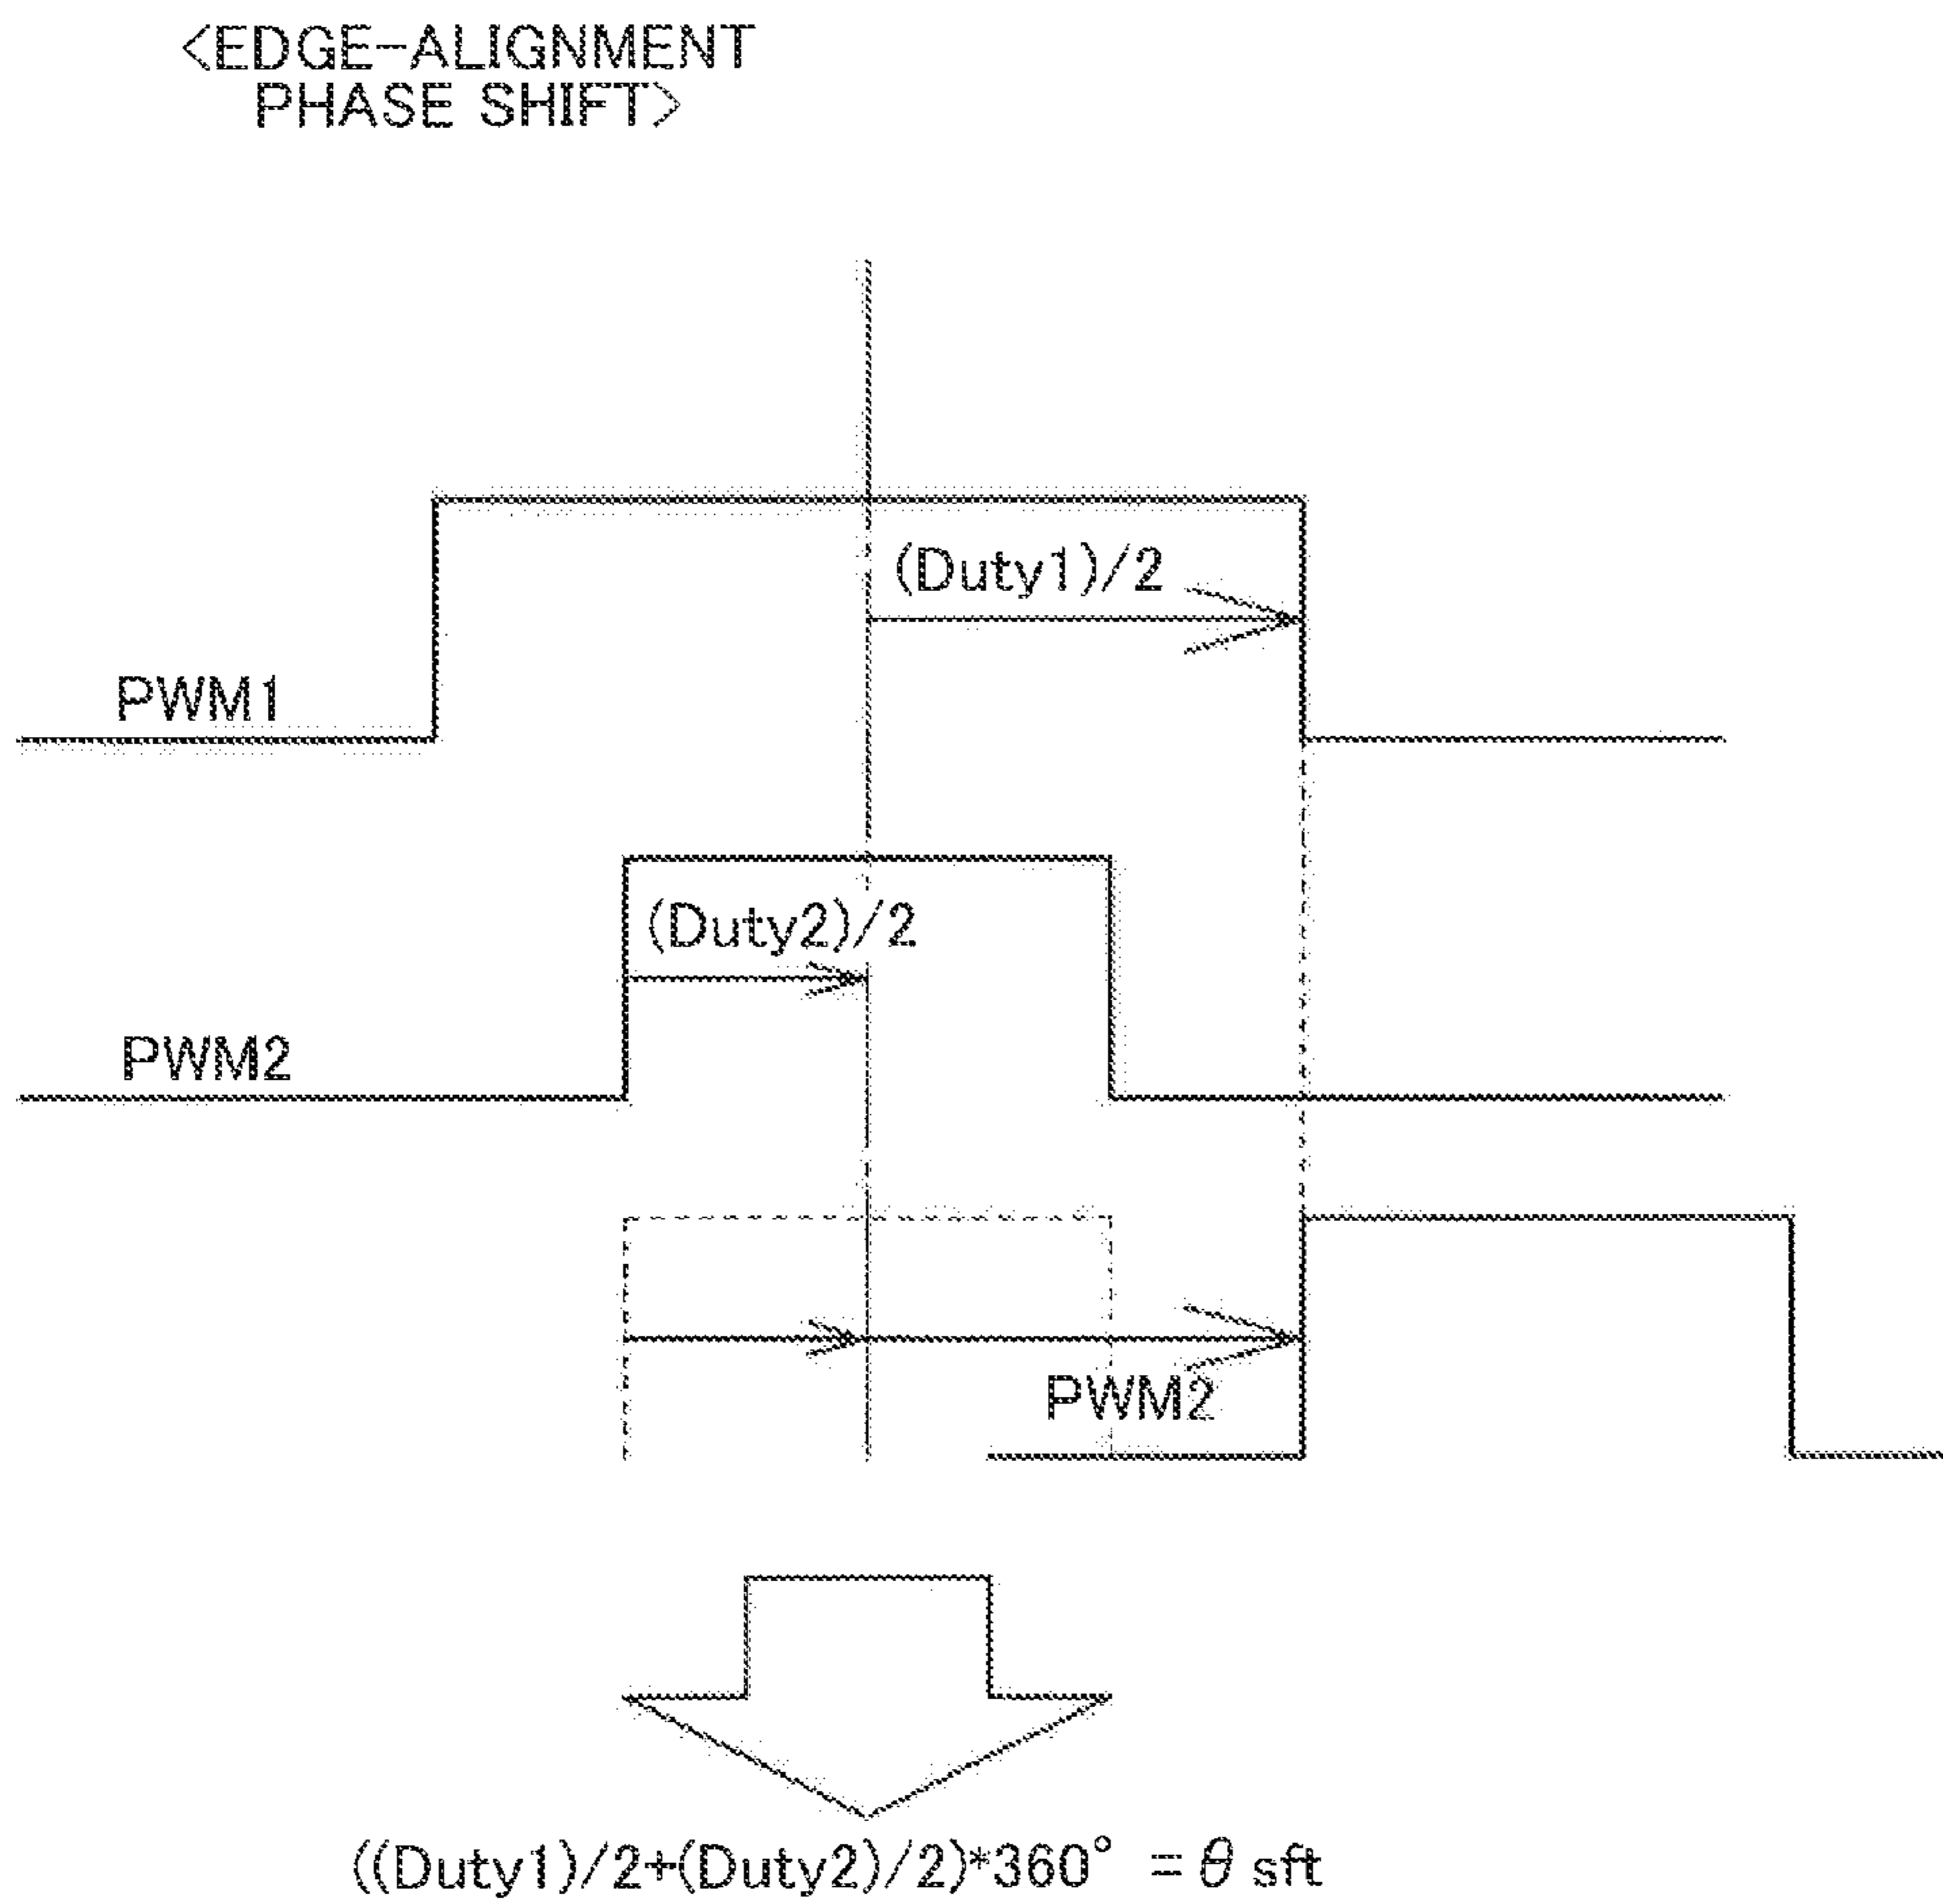 <EDGE-ALIGNMENT
PHASE SHIFT>
(Duty1)/2
PWM1
(Duty2)/2
PWM2
PWM2
((Duty1)/2+(Duty2)/2)*360° = θ sft